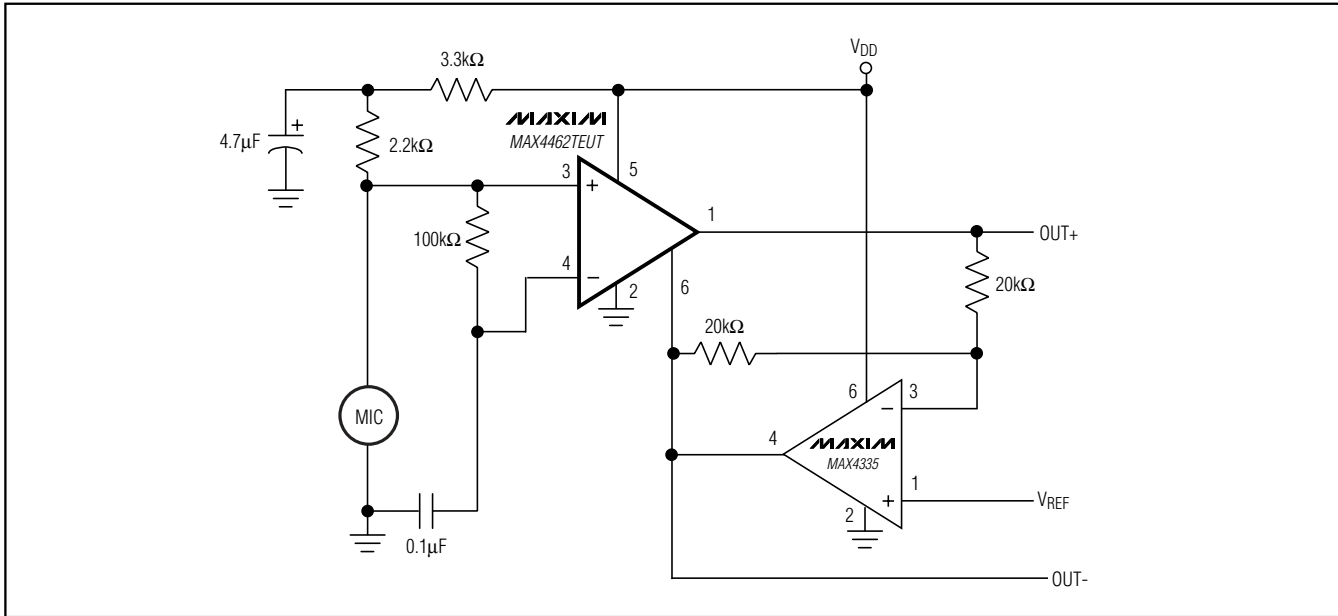 V_DD
3.3kΩ
MAXIM
MAX4462TEUT
4.7µF
+
2.2kΩ
3
+
5
1
OUT+
100kΩ
4
−
2
6
20kΩ
20kΩ
6
3
−
MIC
4
MAXIM
MAX4335
1
+
V_REF
2
0.1µF
OUT-